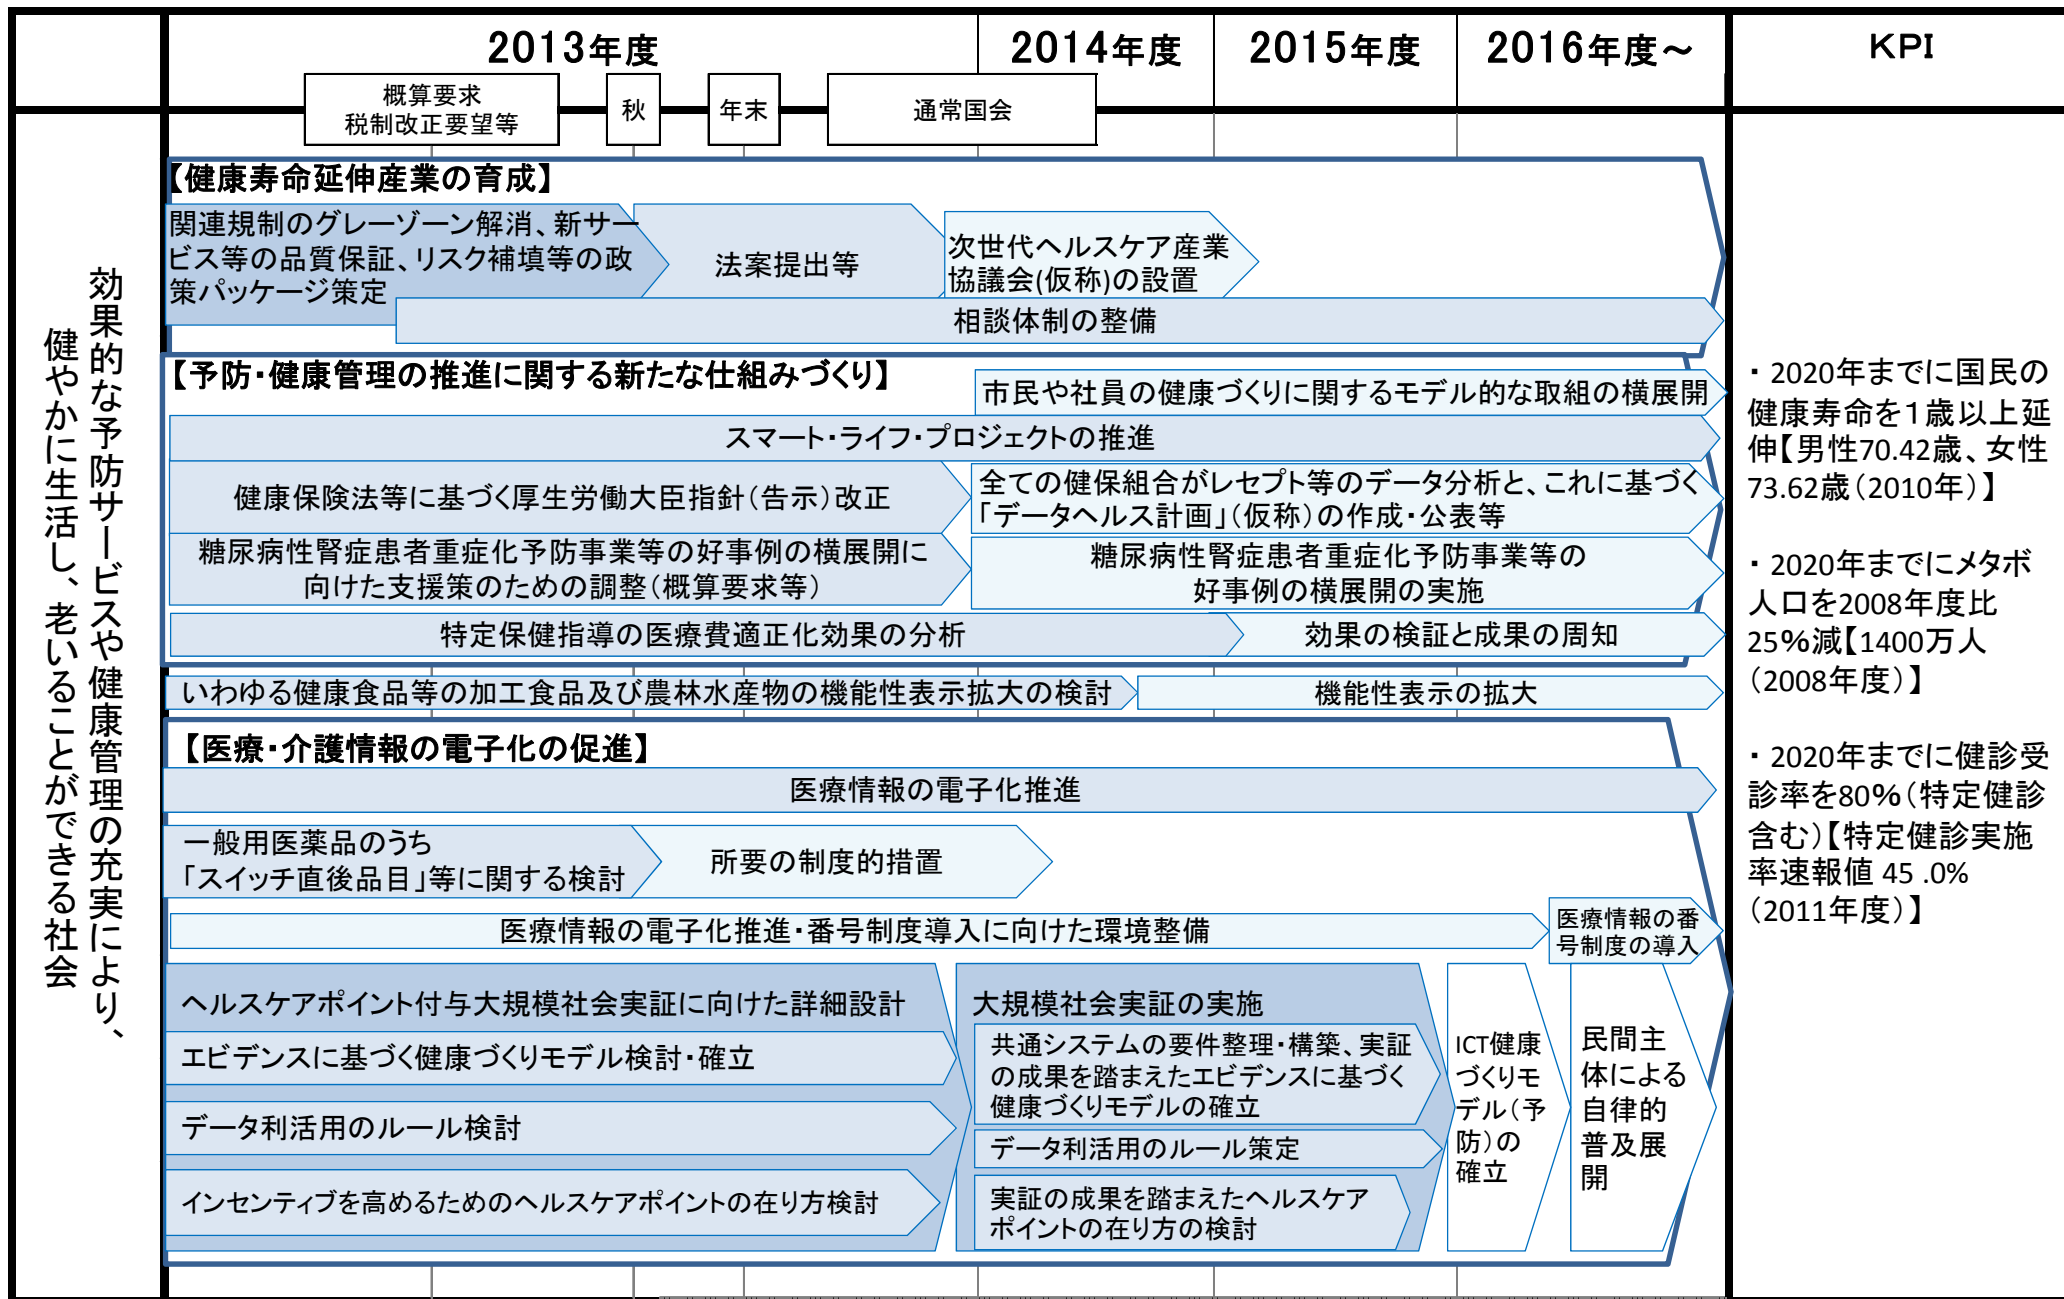 2013年度
2014年度
2015年度
2016年度～
KPI
概算要求
税制改正要望等
秋
年末
通常国会
効果的な予防サービスや健康管理の充実により、
健やかに生活し、老いることができる社会
【健康寿命延伸産業の育成】
関連規制のグレーゾーン解消、新サー
ビス等の品質保証、リスク補填等の政
策パッケージ策定
法案提出等
次世代ヘルスケア産業
協議会(仮称)の設置
相談体制の整備
【予防・健康管理の推進に関する新たな仕組みづくり】
市民や社員の健康づくりに関するモデル的な取組の横展開
スマート・ライフ・プロジェクトの推進
健康保険法等に基づく厚生労働大臣指針（告示）改正
全ての健保組合がレセプト等のデータ分析と、これに基づく
「データヘルス計画」（仮称）の作成・公表等
糖尿病性腎症患者重症化予防事業等の好事例の横展開に
向けた支援策のための調整（概算要求等）
糖尿病性腎症患者重症化予防事業等の
好事例の横展開の実施
特定保健指導の医療費適正化効果の分析
効果の検証と成果の周知
いわゆる健康食品等の加工食品及び農林水産物の機能性表示拡大の検討
機能性表示の拡大
【医療・介護情報の電子化の促進】
医療情報の電子化推進
一般用医薬品のうち
「スイッチ直後品目」等に関する検討
所要の制度的措置
医療情報の電子化推進・番号制度導入に向けた環境整備
医療情報の番
号制度の導入
ヘルスケアポイント付与大規模社会実証に向けた詳細設計
エビデンスに基づく健康づくりモデル検討・確立
データ利活用のルール検討
インセンティブを高めるためのヘルスケアポイントの在り方検討
大規模社会実証の実施
共通システムの要件整理・構築、実証
の成果を踏まえたエビデンスに基づく
健康づくりモデルの確立
データ利活用のルール策定
実証の成果を踏まえたヘルスケア
ポイントの在り方の検討
ICT健康
づくりモ
デル（予
防）の
確立
民間主
体による
自律的
普及展
開
・2020年までに国民の
健康寿命を１歳以上延
伸【男性70.42歳、女性
73.62歳（2010年）】
・2020年までにメタボ
人口を2008年度比
25％減【1400万人
（2008年度）】
・2020年までに健診受
診率を80％（特定健診
含む）【特定健診実施
率速報値 45 .0%
（2011年度）】